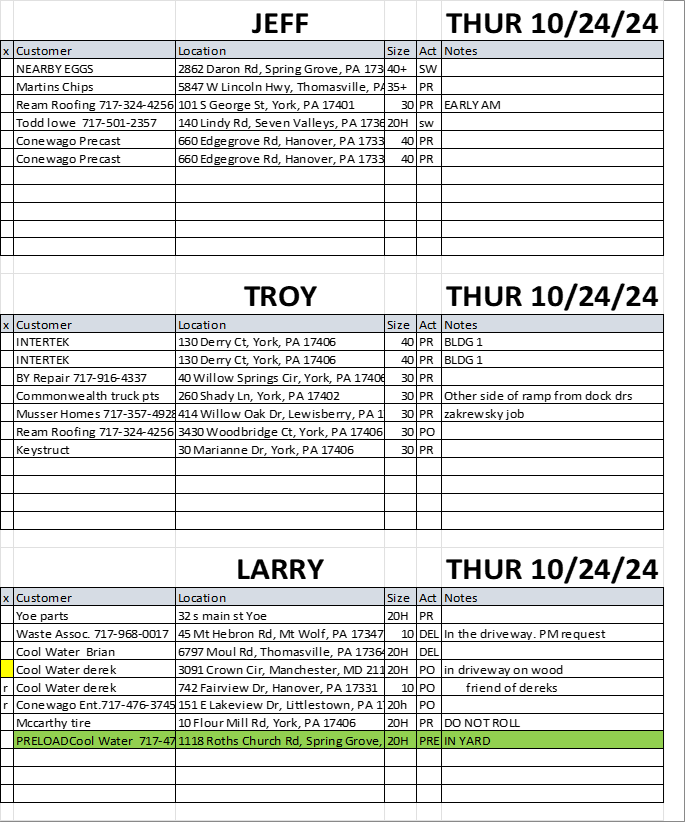 JEFF THUR 10/24/24
x Customer Location Size Act Notes
NEARBY EGGS 2862 Daron Rd, Spring Grove, PA 173 40+ SW
Martins Chips 5847 W Lincoln Hwy, Thomasville, PA 35+ PR
Ream Roofing 717-324-4256 101 S George St, York, PA 17401 30 PR EARLY AM
Todd lowe 717-501-2357 140 Lindy Rd, Seven Valleys, PA 1736 20H sw
Conewago Precast 660 Edgegrove Rd, Hanover, PA 1733 40 PR
Conewago Precast 660 Edgegrove Rd, Hanover, PA 1733 40 PR
TROY THUR 10/24/24
x Customer Location Size Act Notes
INTERTEK 130 Derry Ct, York, PA 17406 40 PR BLDG 1
INTERTEK 130 Derry Ct, York, PA 17406 40 PR BLDG 1
BY Repair 717-916-4337 40 Willow Springs Cir, York, PA 17406 30 PR
Commonwealth truck pts 260 Shady Ln, York, PA 17402 30 PR Other side of ramp from dock drs
Musser Homes 717-357-4928 414 Willow Oak Dr, Lewisberry, PA 1 30 PR zakrewsky job
Ream Roofing 717-324-4256 3430 Woodbridge Ct, York, PA 17406 30 PO
Keystruct 30 Marianne Dr, York, PA 17406 30 PR
LARRY THUR 10/24/24
x Customer Location Size Act Notes
Yoe parts 32 s main st Yoe 20H PR
Waste Assoc. 717-968-0017 45 Mt Hebron Rd, Mt Wolf, PA 17347 10 DEL In the driveway. PM request
Cool Water Brian 6797 Moul Rd, Thomasville, PA 1736 20H DEL
Cool Water derek 3091 Crown Cir, Manchester, MD 211 20H PO in driveway on wood
r Cool Water derek 742 Fairview Dr, Hanover, PA 17331 10 PO friend of dereks
r Conewago Ent.717-476-3745 151 E Lakeview Dr, Littlestown, PA 1 20h PO
Mccarthy tire 10 Flour Mill Rd, York, PA 17406 20H PR DO NOT ROLL
PRELOADCool Water 717-47 1118 Roths Church Rd, Spring Grove, 20H PRE IN YARD